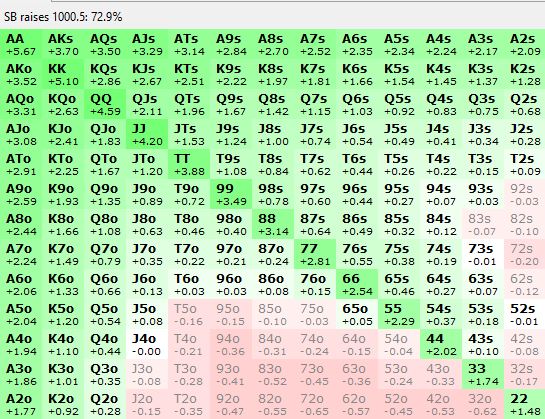 SB raises 1000.5: 72.9%
AA AKs AQs AJs ATs A9s A8s A7s A6s A5s A4s A3s A2s
+5.67 +3.70 +3.50 +3.29 +3.14 +2.84 +2.70 +2.52 +2.35 +2.34 +2.24 +2.17 +2.09
AKo KK KQs KJs KTs K9s K8s K7s K6s K5s K4s K3s K2s
+3.52 +5.10 +2.86 +2.67 +2.51 +2.22 +1.97 +1.81 +1.66 +1.54 +1.45 +1.37 +1.28
AQo KQo QQ QJs QTs Q9s Q8s Q7s Q6s Q5s Q4s Q3s Q2s
+3.31 +2.63 +4.59 +2.11 +1.96 +1.67 +1.42 +1.15 +1.03 +0.92 +0.83 +0.75 +0.68
AJo KJo QJo JJ JTs J9s J8s J7s J6s J5s J4s J3s J2s
+3.08 +2.41 +1.83 +4.20 +1.53 +1.24 +1.00 +0.74 +0.54 +0.49 +0.41 +0.34 +0.28
ATo KTo QTo JTo TT T9s T8s T7s T6s T5s T4s T3s T2s
+2.91 +2.25 +1.67 +1.20 +3.88 +1.08 +0.84 +0.62 +0.44 +0.26 +0.22 +0.15 +0.09
A9o K9o Q9o J9o T9o 99 98s 97s 96s 95s 94s 93s 92s
+2.59 +1.93 +1.35 +0.89 +0.72 +3.49 +0.78 +0.60 +0.44 +0.27 +0.07 +0.03 -0.03
A8o K8o Q8o J8o T8o 98o 88 87s 86s 85s 84s 83s 82s
+2.44 +1.66 +1.08 +0.63 +0.46 +0.40 +3.14 +0.64 +0.49 +0.32 +0.12 -0.07 -0.10
A7o K7o Q7o J7o T7o 97o 87o 77 76s 75s 74s 73s 72s
+2.24 +1.49 +0.79 +0.35 +0.22 +0.21 +0.24 +2.81 +0.55 +0.38 +0.19 -0.01 -0.20
A6o K6o Q6o J6o T6o 96o 86o 76o 66 65s 64s 63s 62s
+2.06 +1.33 +0.66 +0.13 +0.03 +0.03 +0.08 +0.15 +2.54 +0.46 +0.27 +0.07 -0.12
A5o K5o Q5o J5o T5o 95o 85o 75o 65o 55 54s 53s 52s
+2.04 +1.20 +0.54 +0.08 -0.16 -0.15 -0.10 -0.03 +0.05 +2.29 +0.37 +0.18 -0.01
A4o K4o Q4o J4o T4o 94o 84o 74o 64o 54o 44 43s 42s
+1.94 +1.10 +0.44 -0.00 -0.21 -0.36 -0.31 -0.24 -0.15 -0.04 +2.02 +0.10 -0.08
A3o K3o Q3o J3o T3o 93o 83o 73o 63o 53o 43o 33 32s
+1.86 +1.01 +0.35 -0.08 -0.28 -0.41 -0.52 -0.45 -0.36 -0.24 -0.33 +1.74 -0.17
A2o K2o Q2o J2o T2o 92o 82o 72o 62o 52o 42o 32o 22
+1.77 +0.92 +0.28 -0.15 -0.35 -0.47 -0.55 -0.65 -0.57 -0.45 -0.53 -0.62 +1.48